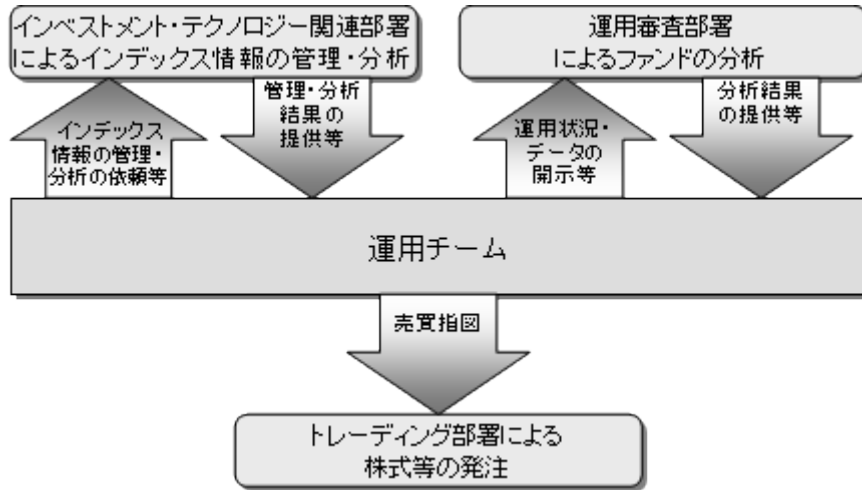 インベストメント・テクノロジー関連部署
によるインデックス情報の管理・分析
運用審査部署
によるファンドの分析
インデックス
情報の管理・
分析の依頼等
管理・分析
結果の
提供等
運用状況・
データの
開示等
分析結果
の提供等
運用チーム
売買指図
トレーディング部署による
株式等の発注